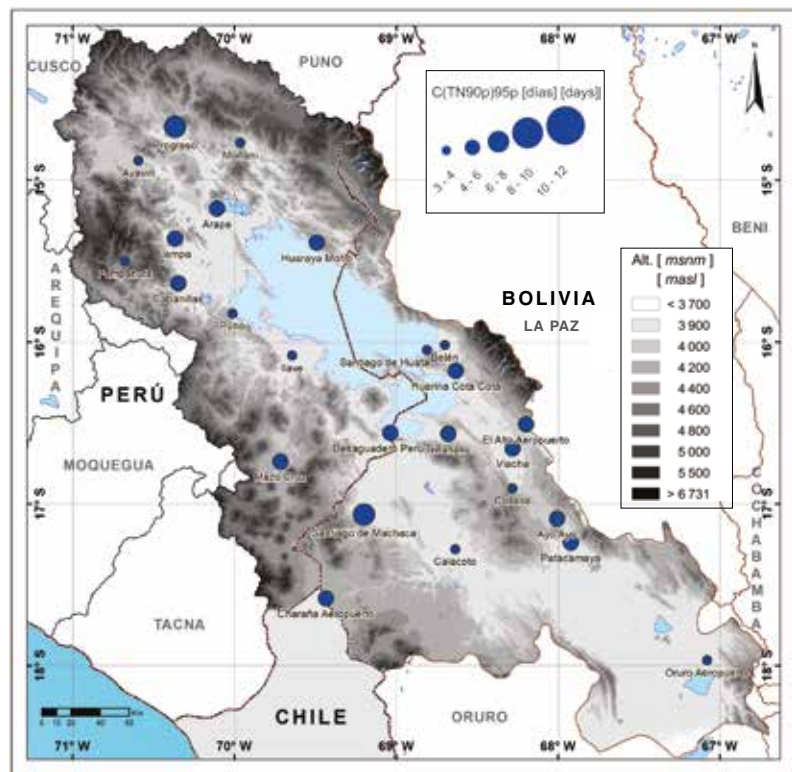 71° W
70° W
69° W
68° W
67° W
CUSCO
PUNO
C(TN90p)95p [días] [days]
3 - 4
4 - 6
6 - 8
8 - 10
10 - 12
N
15° S
15° S
BENI
Progreso
Muñani
Ayaviri
Arapa
Huaraya Moho
Lampa
Pampahuta
Cabanillas
Puno
Ilave
AREQUIPA
PERÚ
BOLIVIA
LA PAZ
Alt. [ msnm ]
[ masl ]
< 3 700
3 900
4 000
4 200
4 400
4 600
4 800
5 000
5 500
> 6 731
16° S
16° S
Santiago de Huata
Belén
Huarina Cota Cota
El Alto Aeropuerto
Desaguadero Perú
Tiahuanacu
Viacha
Mazo Cruz
MOQUEGUA
Collana
17° S
17° S
Santiago de Machaca
Ayo Ayo
Patacamaya
Calacoto
COCHABAMBA
Charaña Aeropuerto
TACNA
Oruro Aeropuerto
18° S
18° S
CHILE
ORURO
71° W
70° W
69° W
68° W
67° W